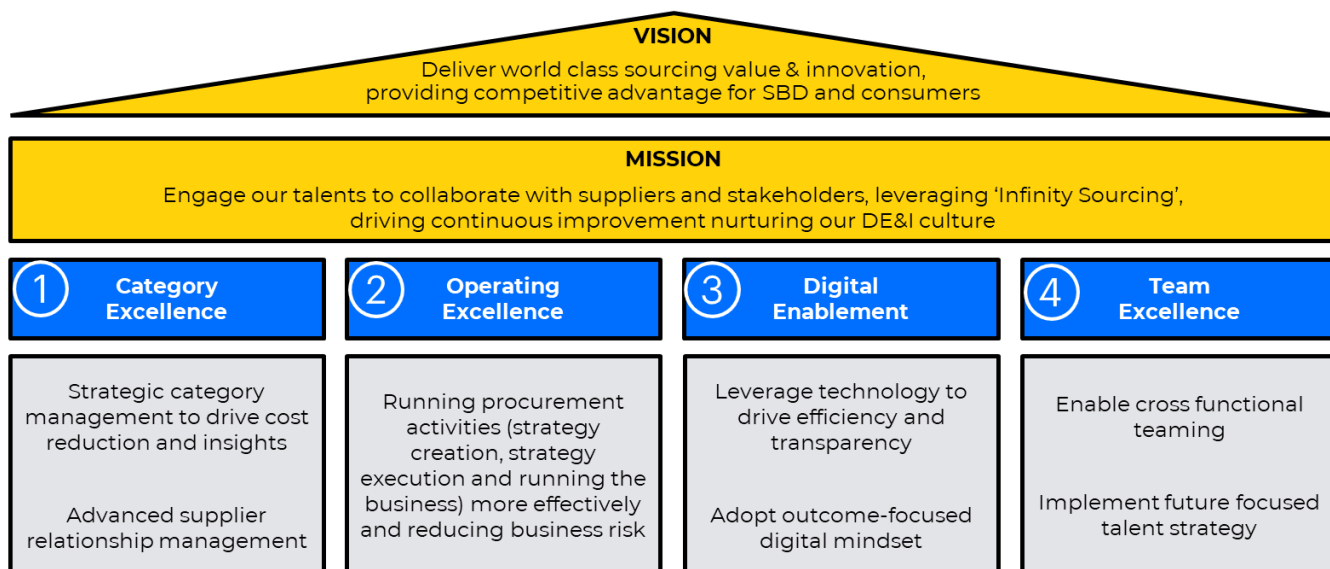 VISION
Deliver world class sourcing value & innovation,
providing competitive advantage for SBD and consumers
MISSION
Engage our talents to collaborate with suppliers and stakeholders, leveraging ‘Infinity Sourcing’,
driving continuous improvement nurturing our DE&I culture
1
Category
Excellence
Strategic category
management to drive cost
reduction and insights
Advanced supplier
relationship management
2
Operating
Excellence
Running procurement
activities (strategy
creation, strategy
execution and running the
business) more effectively
and reducing business risk
3
Digital
Enablement
Leverage technology to
drive efficiency and
transparency
Adopt outcome-focused
digital mindset
4
Team
Excellence
Enable cross functional
teaming
Implement future focused
talent strategy